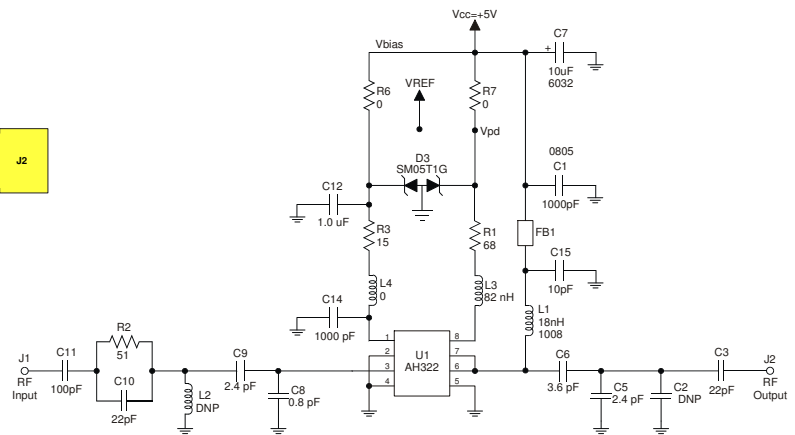 Vcc=+5V
Vbias
C7
+
10uF
6032
R6
0
VREF
R7
0
Vpd
J2
D3
SM05T1G
0805
C1
1000pF
C12
1.0 uF
R3
15
R1
68
FB1
C15
10pF
L4
0
L3
82 nH
L1
18nH
1008
C14
1000 pF
1
2
3
4
U1
AH322
8
7
6
5
J1
RF
Input
C11
100pF
R2
51
C10
22pF
L2
DNP
C9
2.4 pF
C8
0.8 pF
C6
3.6 pF
C5
2.4 pF
C2
DNP
C3
22pF
J2
RF
Output